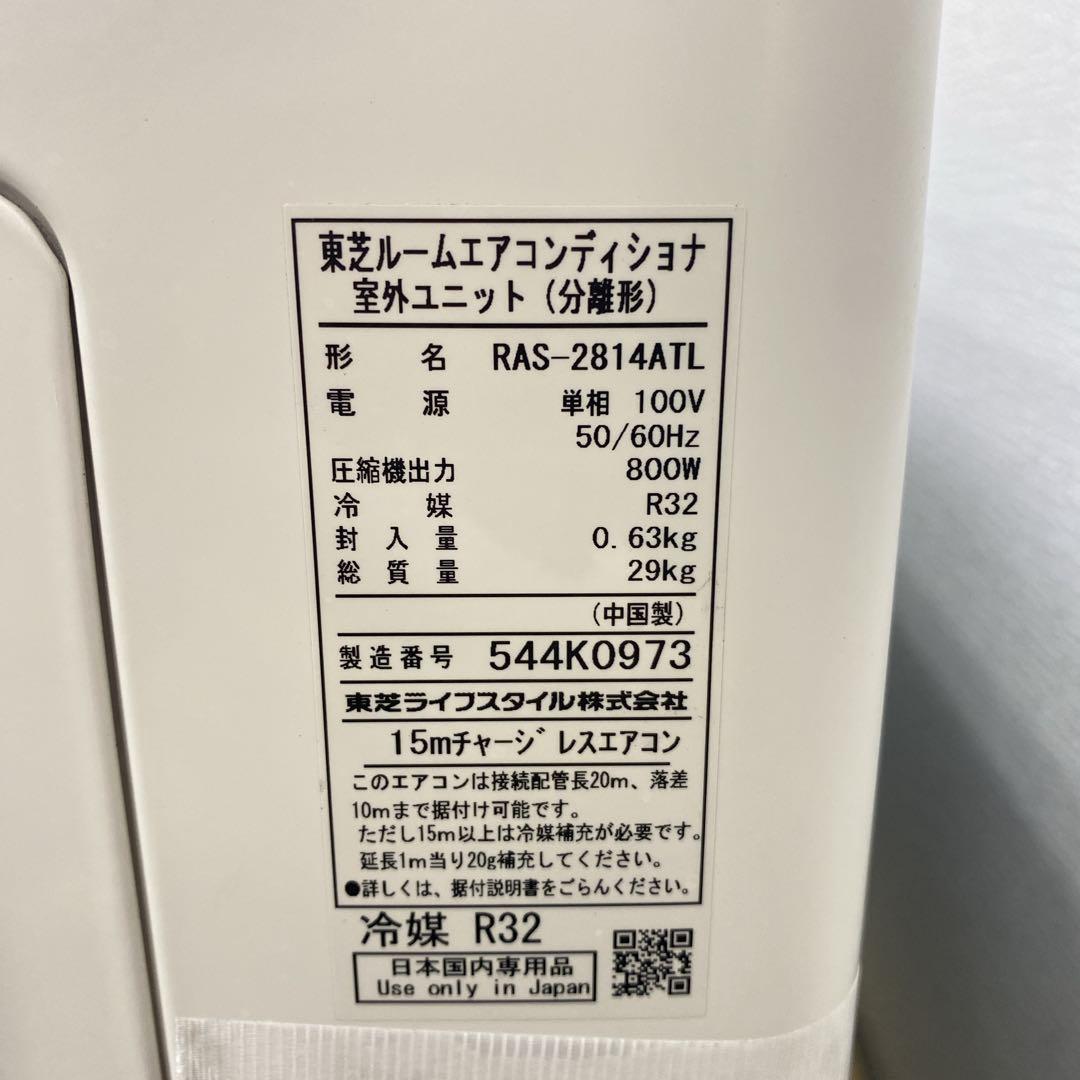 東芝ルームエアコンディショナ
室外ユニット(分離形)
形 名 RAS-2814ATL
電 源 単相 100V
50/60Hz
圧縮機出力 800W
冷 媒 R32
封 入 量 0.63kg
総 質 量 29kg
(中国製)
製造番号 544K0973
東芝ライフスタイル株式会社
15mチャージレスエアコン
このエアコンは接続配管長20m、落差
10mまで据付け可能です。
ただし15m以上は冷媒補充が必要です。
延長1m当り20g補充してください。
●詳しくは、据付説明書をごらんください。
冷媒 R32
日本国内専用品
Use only in Japan